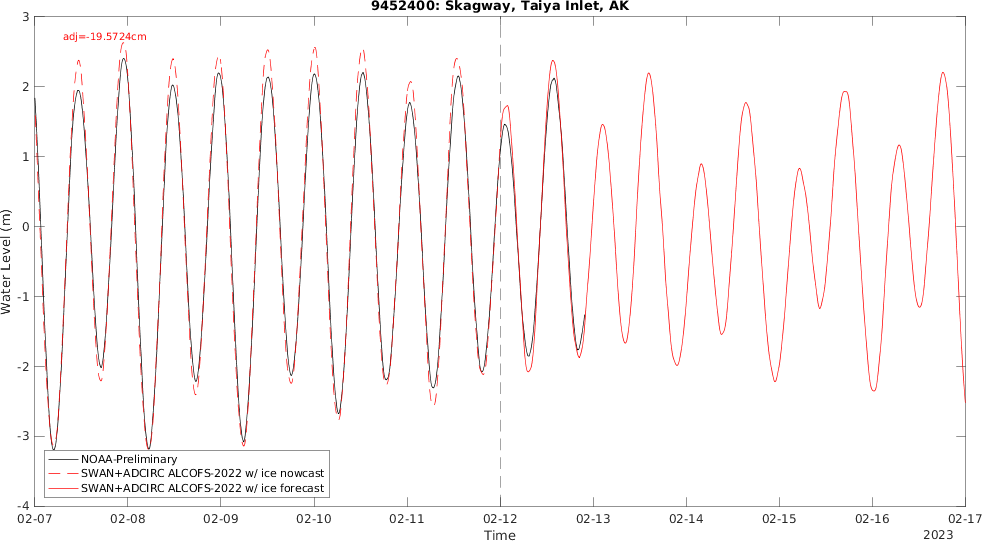 9452400: Skagway, Taiya Inlet, AK
adj=-19.5724cm
Water Level (m)
3
2
1
0
-1
-2
-3
-4
NOAA-Preliminary
SWAN+ADCIRC ALCOFS-2022 w/ ice nowcast
SWAN+ADCIRC ALCOFS-2022 w/ ice forecast
02-07 02-08 02-09 02-10 02-11 02-12 02-13 02-14 02-15 02-16 02-17
Time
2023